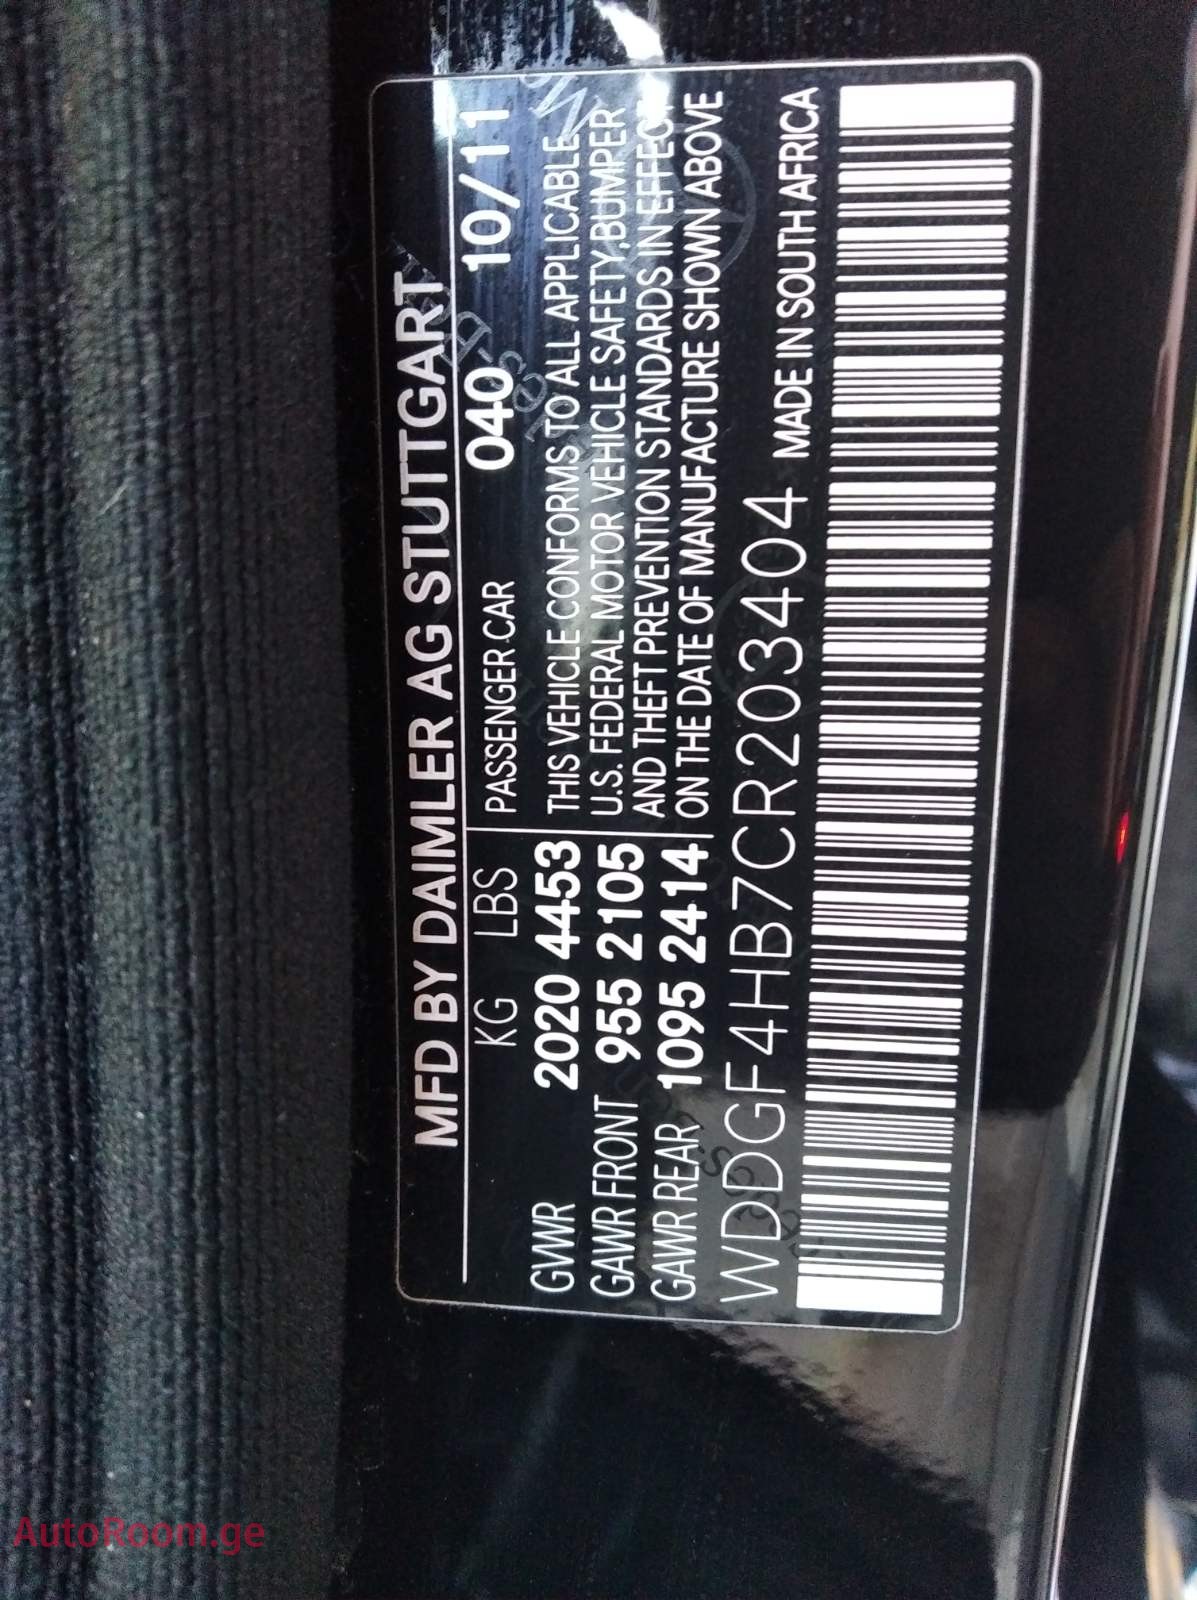 MFD BY DAIMLER AG STUTTGART
KG LBS PASSENGER CAR 040 10/11
GVWR 2020 4453 THIS VEHICLE CONFORMS TO ALL APPLICABLE
GAWR FRONT 955 2105 U.S. FEDERAL MOTOR VEHICLE SAFETY,BUMPER
AND THEFT PREVENTION STANDARDS IN EFFECT
GAWR REAR 1095 2414 ON THE DATE OF MANUFACTURE SHOWN ABOVE
WDDGF4HB7CR203404 MADE IN SOUTH AFRICA
AutoRoom.ge